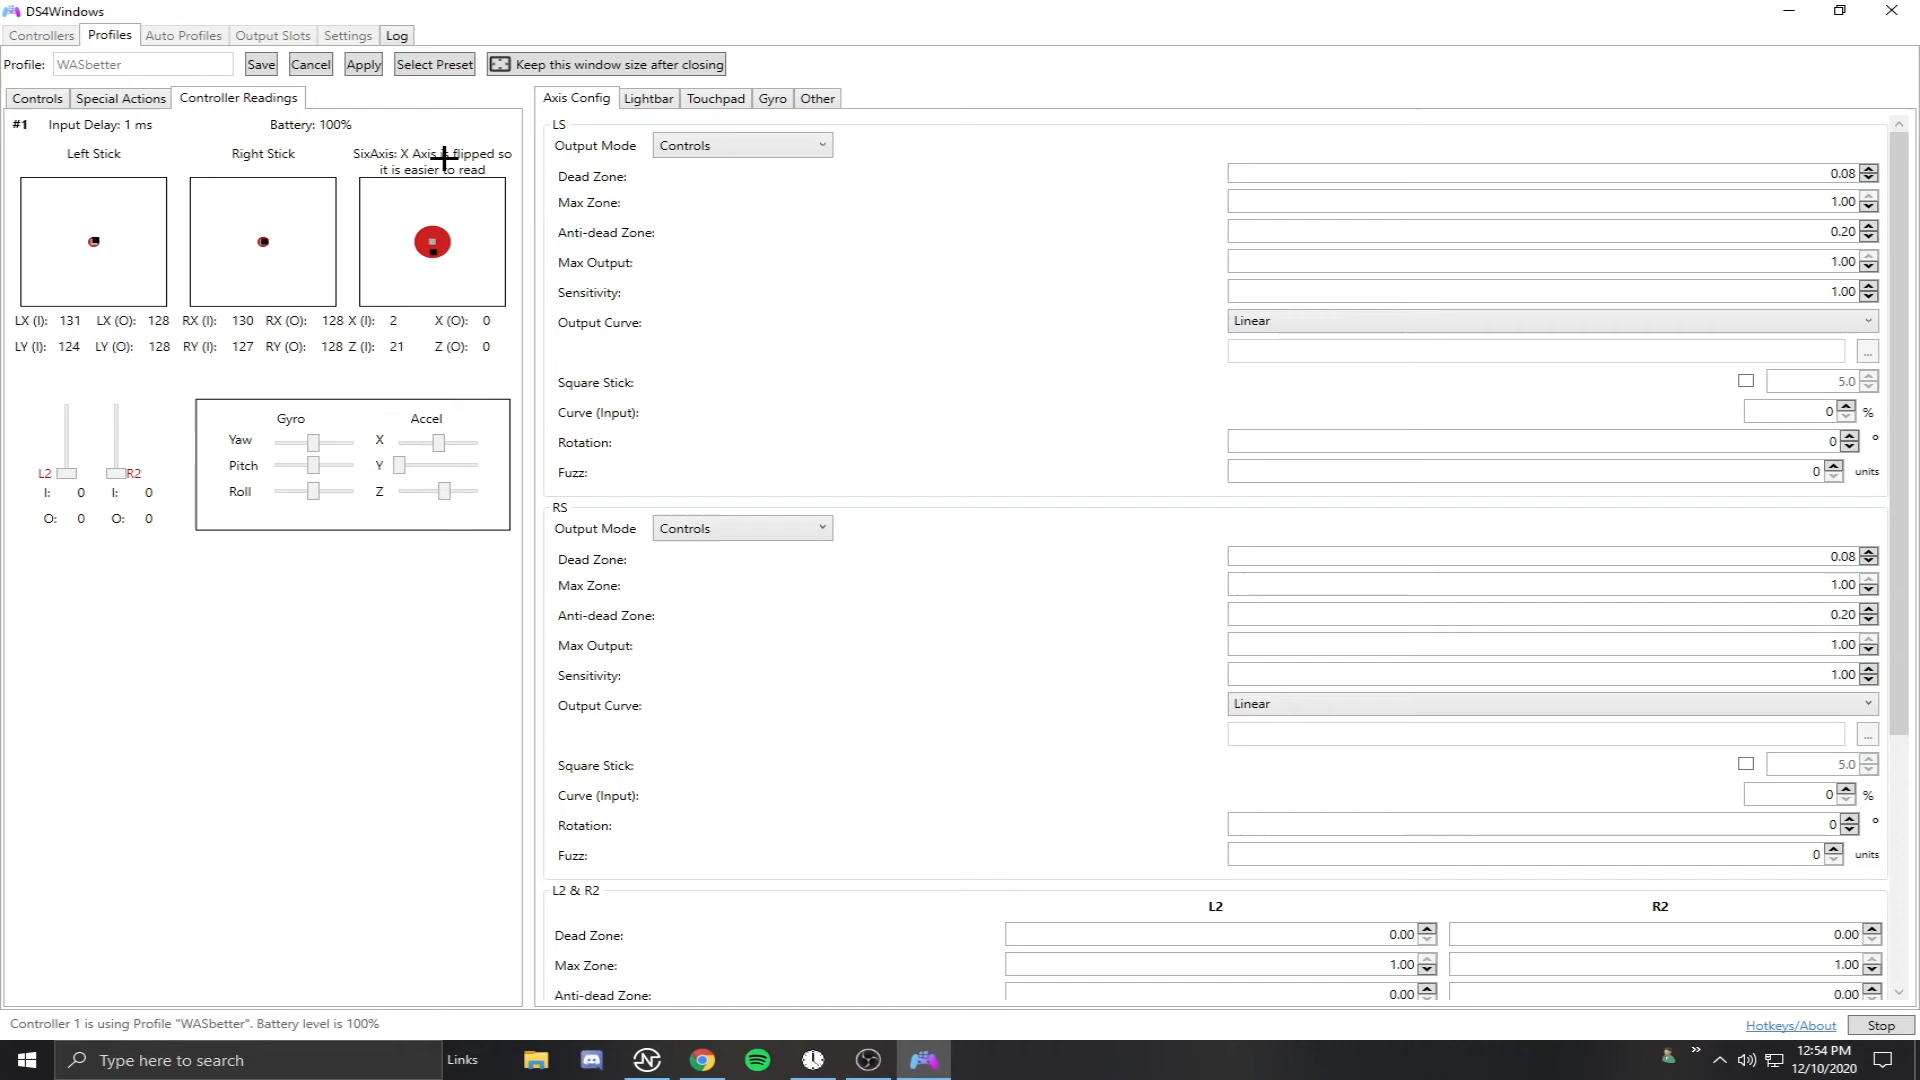 DS4Windows
Controllers Profiles Auto Profiles Output Slots Settings Log
Profile: WASbetter Save Cancel Apply Select Preset Keep this window size after closing
Controls Special Actions Controller Readings
Axis Config Lightbar Touchpad Gyro Other
#1 Input Delay: 1 ms Battery: 100%
Left Stick Right Stick SixAxis: X Axis is flipped so
it is easier to read
LX (I): 131 LX (O): 128 RX (I): 130 RX (O): 128 X (I): 2 X (O): 0
LY (I): 124 LY (O): 128 RY (I): 127 RY (O): 128 Z (I): 21 Z (O): 0
Gyro Accel
Yaw X
Pitch Y
Roll Z
L2 R2
I: 0 I: 0
O: 0 O: 0
LS
Output Mode Controls
Dead Zone: 0.08
Max Zone: 1.00
Anti-dead Zone: 0.20
Max Output: 1.00
Sensitivity: 1.00
Output Curve: Linear
...
Square Stick: 5.0
Curve (Input): 0 %
Rotation: 0 °
Fuzz: 0 units
RS
Output Mode Controls
Dead Zone: 0.08
Max Zone: 1.00
Anti-dead Zone: 0.20
Max Output: 1.00
Sensitivity: 1.00
Output Curve: Linear
...
Square Stick: 5.0
Curve (Input): 0 %
Rotation: 0 °
Fuzz: 0 units
L2 & R2
L2 R2
Dead Zone: 0.00 0.00
Max Zone: 1.00 1.00
Anti-dead Zone: 0.00 0.00
Controller 1 is using Profile "WASbetter". Battery level is 100%
Hotkeys/About Stop
Type here to search Links
12:54 PM
12/10/2020